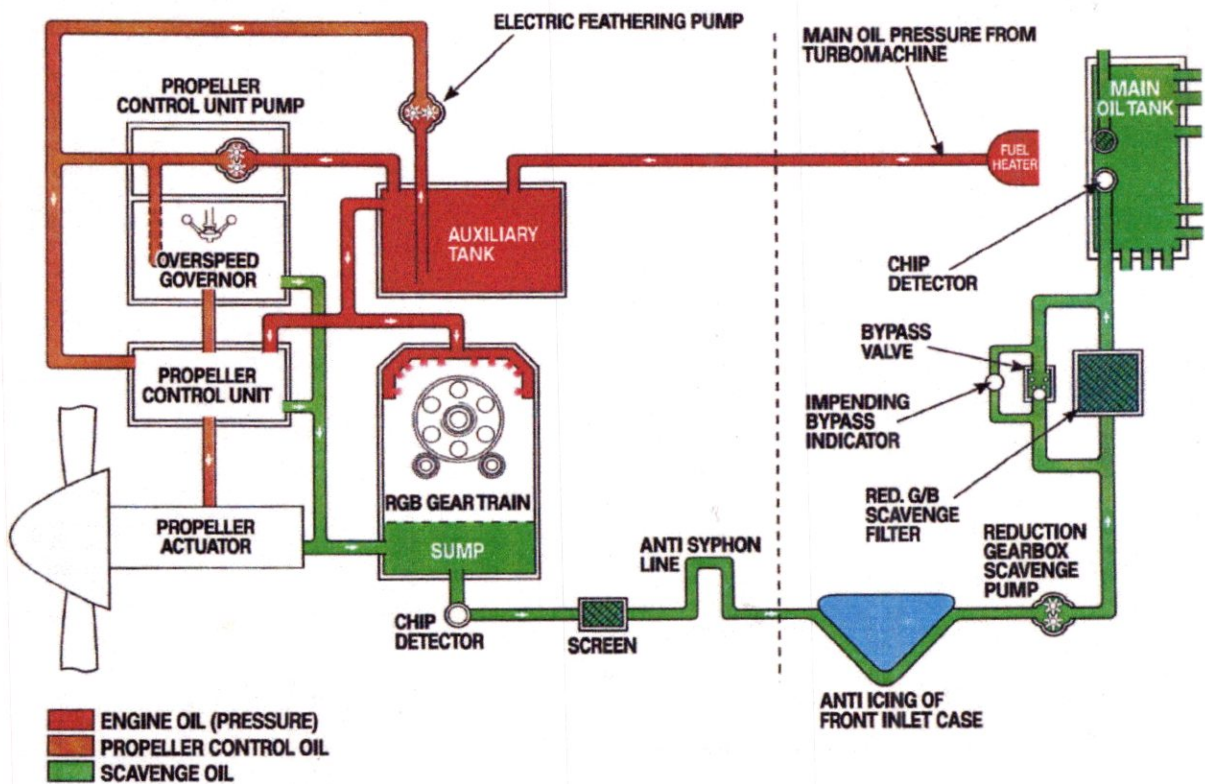 ELECTRIC FEATHERING PUMP
MAIN OIL PRESSURE FROM
TURBOMACHINE
PROPELLER
CONTROL UNIT PUMP
MAIN
OIL TANK
FUEL
HEATER
AUXILIARY
TANK
OVERSPEED
GOVERNOR
CHIP
DETECTOR
BYPASS
VALVE
PROPELLER
CONTROL UNIT
IMPENDING
BYPASS
INDICATOR
RGB GEAR TRAIN
RED. G/B
SCAVENGE
FILTER
PROPELLER
ACTUATOR
SUMP
ANTI SYPHON
LINE
REDUCTION
GEARBOX
SCAVENGE
PUMP
CHIP
DETECTOR
SCREEN
ANTI ICING OF
FRONT INLET CASE
ENGINE OIL (PRESSURE)
PROPELLER CONTROL OIL
SCAVENGE OIL